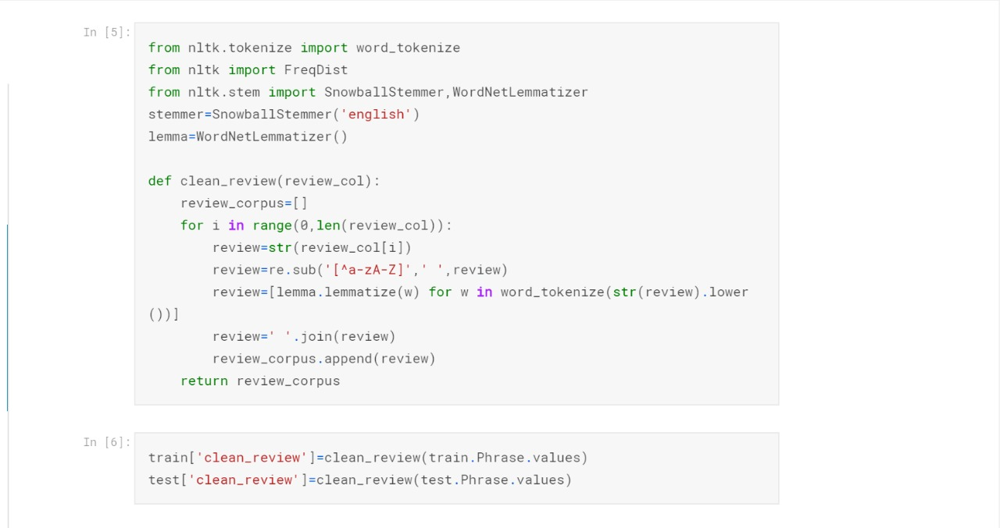 In [5]:
from nltk.tokenize import word_tokenize
from nltk import FreqDist
from nltk.stem import SnowballStemmer,WordNetLemmatizer
stemmer=SnowballStemmer('english')
lemma=WordNetLemmatizer()

def clean_review(review_col):
    review_corpus=[]
    for i in range(0,len(review_col)):
        review=str(review_col[i])
        review=re.sub('[^a-zA-Z]',' ',review)
        review=[lemma.lemmatize(w) for w in word_tokenize(str(review).lower
())]
        review=' '.join(review)
        review_corpus.append(review)
    return review_corpus
In [6]:
train['clean_review']=clean_review(train.Phrase.values)
test['clean_review']=clean_review(test.Phrase.values)